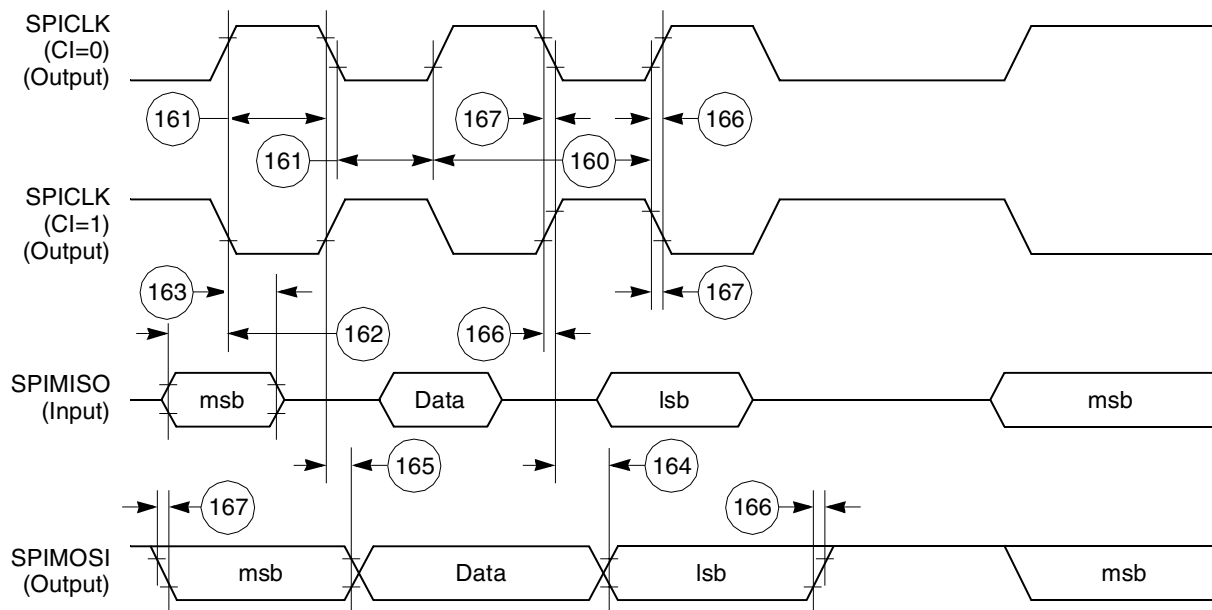 SPICLK
(CI=0)
(Output)
161
167
166
161
160
SPICLK
(CI=1)
(Output)
163
167
162
166
SPIMISO
(Input)
msb
Data
lsb
msb
165
164
167
166
SPIMOSI
(Output)
msb
Data
lsb
msb